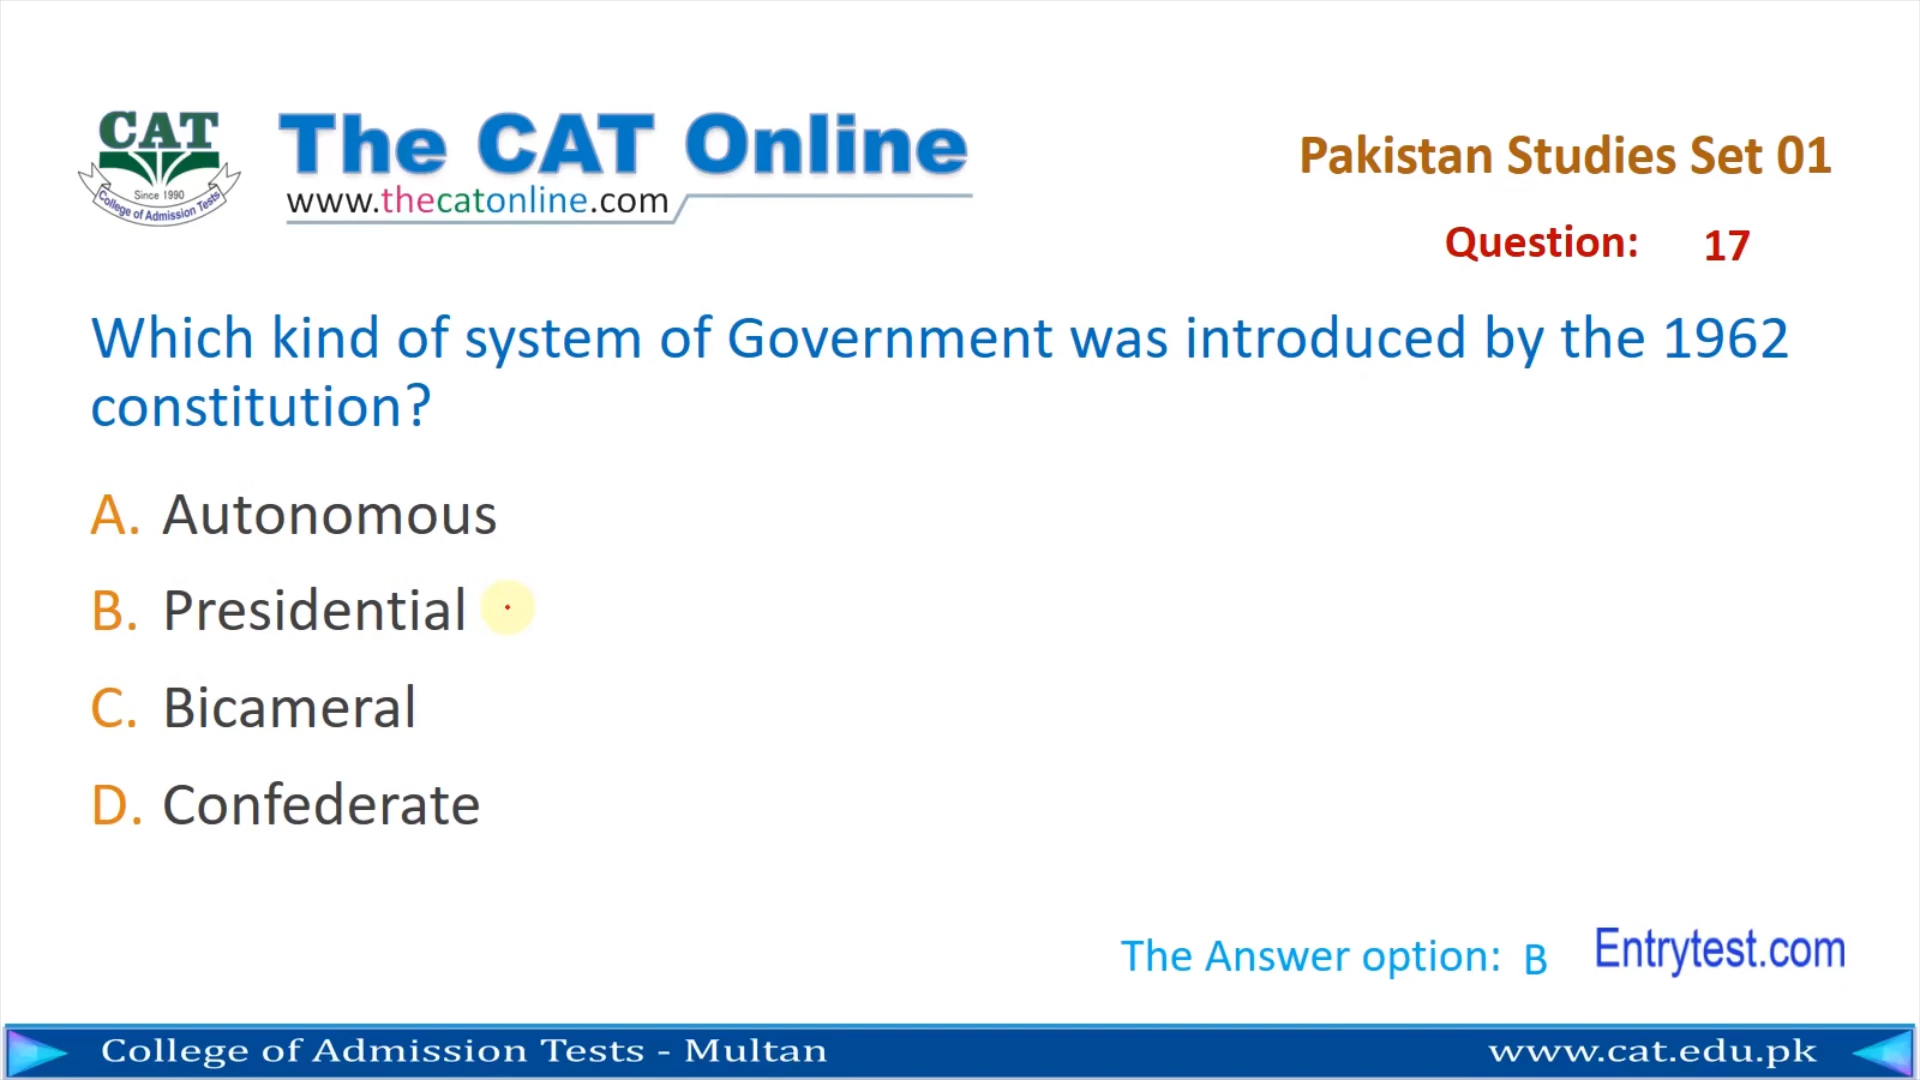 CAT
Since 1990
College of Admission Tests
The CAT Online
www.thecatonline.com
Pakistan Studies Set 01
Question: 17
Which kind of system of Government was introduced by the 1962
constitution?
A. Autonomous
B. Presidential
C. Bicameral
D. Confederate
The Answer option: B
Entrytest.com
College of Admission Tests - Multan
www.cat.edu.pk